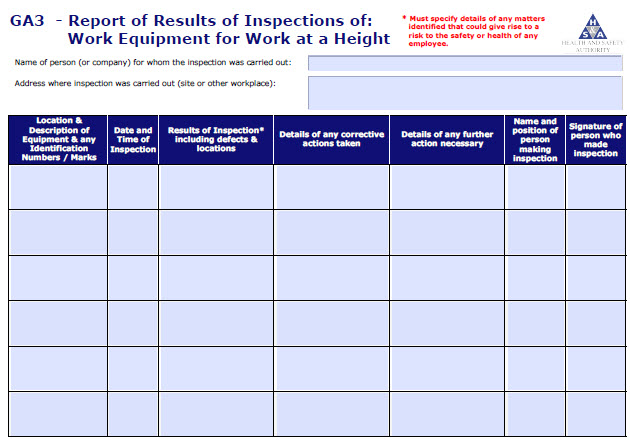 GA3 - Report of Results of Inspections of:
Work Equipment for Work at a Height
* Must specify details of any matters
identified that could give rise to a
risk to the safety or health of any
employee.
H
W S A
HEALTH AND SAFETY
AUTHORITY
Name of person (or company) for whom the inspection was carried out:
Address where inspection was carried out (site or other workplace):
Location &
Description of
Equipment & any
Identification
Numbers / Marks
Date and
Time of
Inspection
Results of Inspection*
including defects &
locations
Details of any corrective
actions taken
Details of any further
action necessary
Name and
position of
person
making
inspection
Signature of
person who
made
inspection